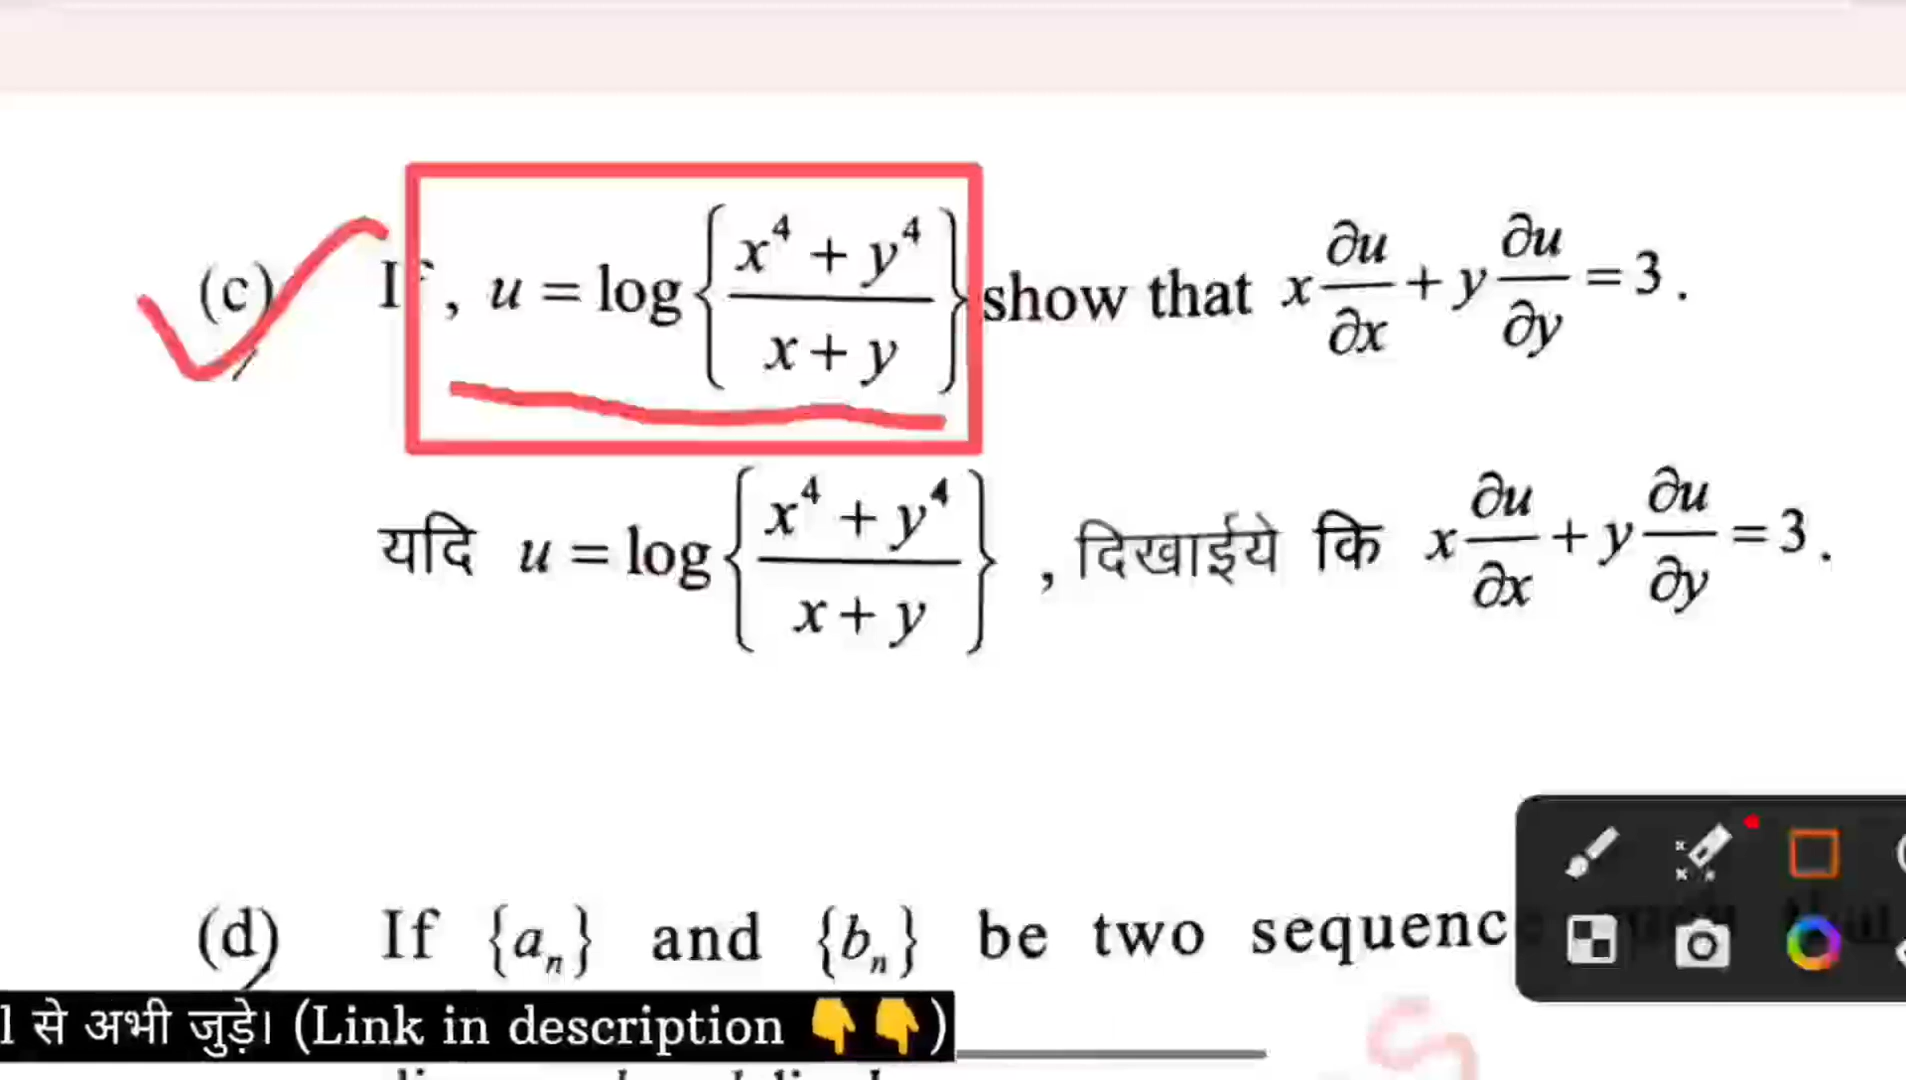 (c) If, u = log{(x⁴ + y⁴)/(x + y)} show that x ∂u/∂x + y ∂u/∂y = 3.
यदि u = log{(x⁴ + y⁴)/(x + y)}, दिखाईये कि x ∂u/∂x + y ∂u/∂y = 3.
(d) If {aₙ} and {bₙ} be two sequenc
से अभी जुड़े। (Link in description 👇👇)